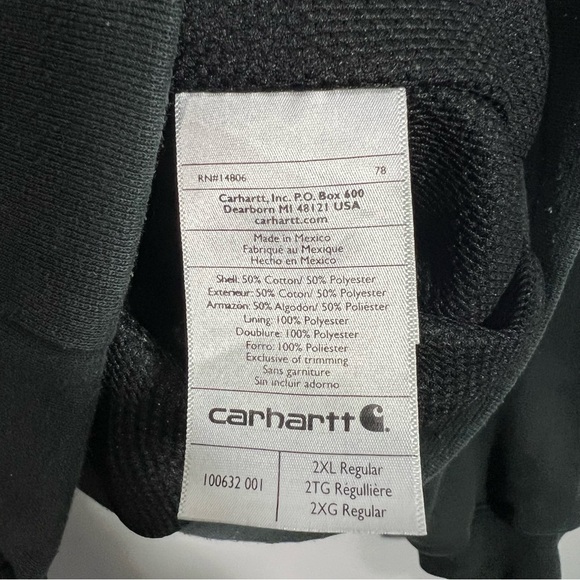 RN#14806 78
Carhartt, Inc. P.O. Box 600
Dearborn MI 48121 USA
carhartt.com
Made in Mexico
Fabriqué au Mexique
Hecho en México
Shell: 50% Cotton/ 50% Polyester
Extérieur: 50% Coton/ 50% Polyester
Armazón: 50% Algodón/ 50% Poliéster
Lining: 100% Polyester
Doublure: 100% Polyester
Forro: 100% Poliéster
Exclusive of trimming
Sans garniture
Sin incluir adorno
carhartt
100632 001
2XL Regular
2TG Régullière
2XG Regular